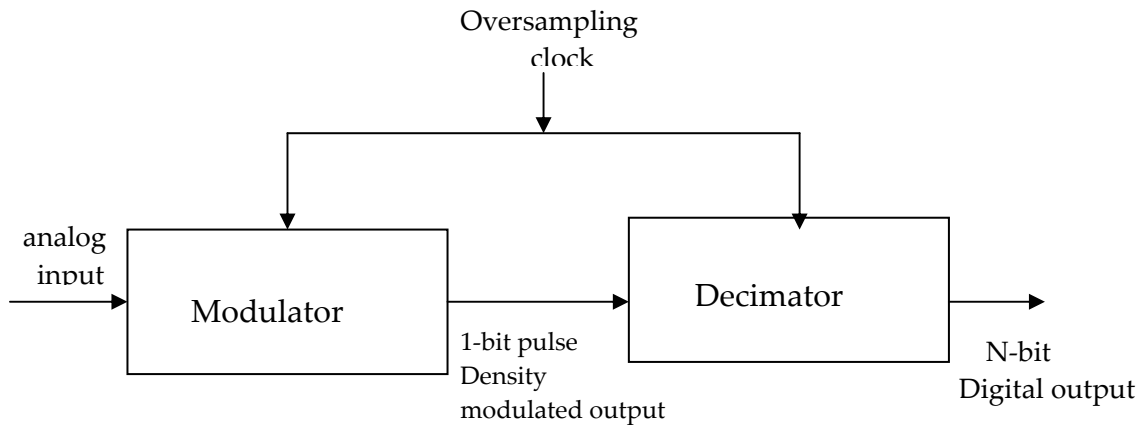 Oversampling
clock
analog
input
Modulator
1-bit pulse
Density
modulated output
Decimator
N-bit
Digital output